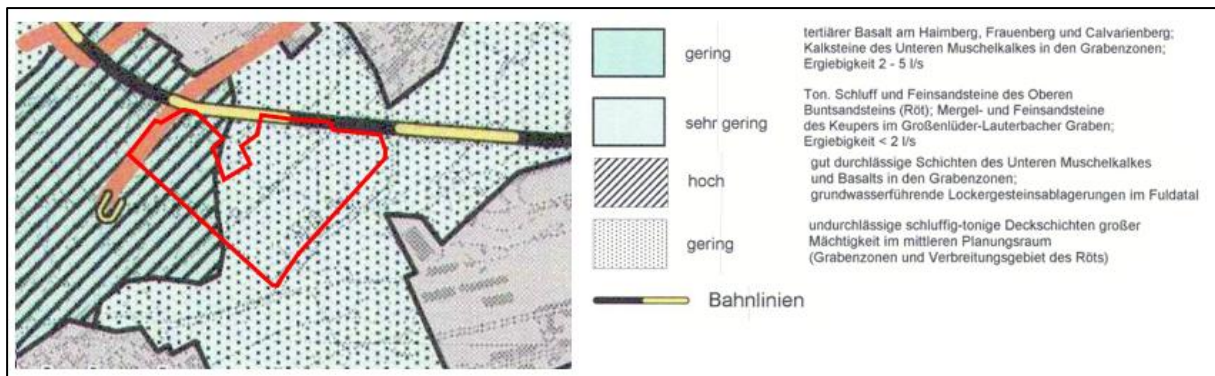 gering
tertiärer Basalt am Haimberg, Frauenberg und Calvarienberg;
Kalksteine des Unteren Muschelkalkes in den Grabenzonen;
Ergiebigkeit 2 - 5 l/s
sehr gering
Ton. Schluff und Feinsandsteine des Oberen
Buntsandsteins (Röt); Mergel- und Feinsandsteine
des Keupers im Großenlüder-Lauterbacher Graben;
Ergiebigkeit < 2 l/s
hoch
gut durchlässige Schichten des Unteren Muschelkalkes
und Basalts in den Grabenzonen;
grundwasserführende Lockergesteinsablagerungen im Fuldatal
gering
undurchlässige schluffig-tonige Deckschichten großer
Mächtigkeit im mittleren Planungsraum
(Grabenzonen und Verbreitungsgebiet des Röts)
Bahnlinien